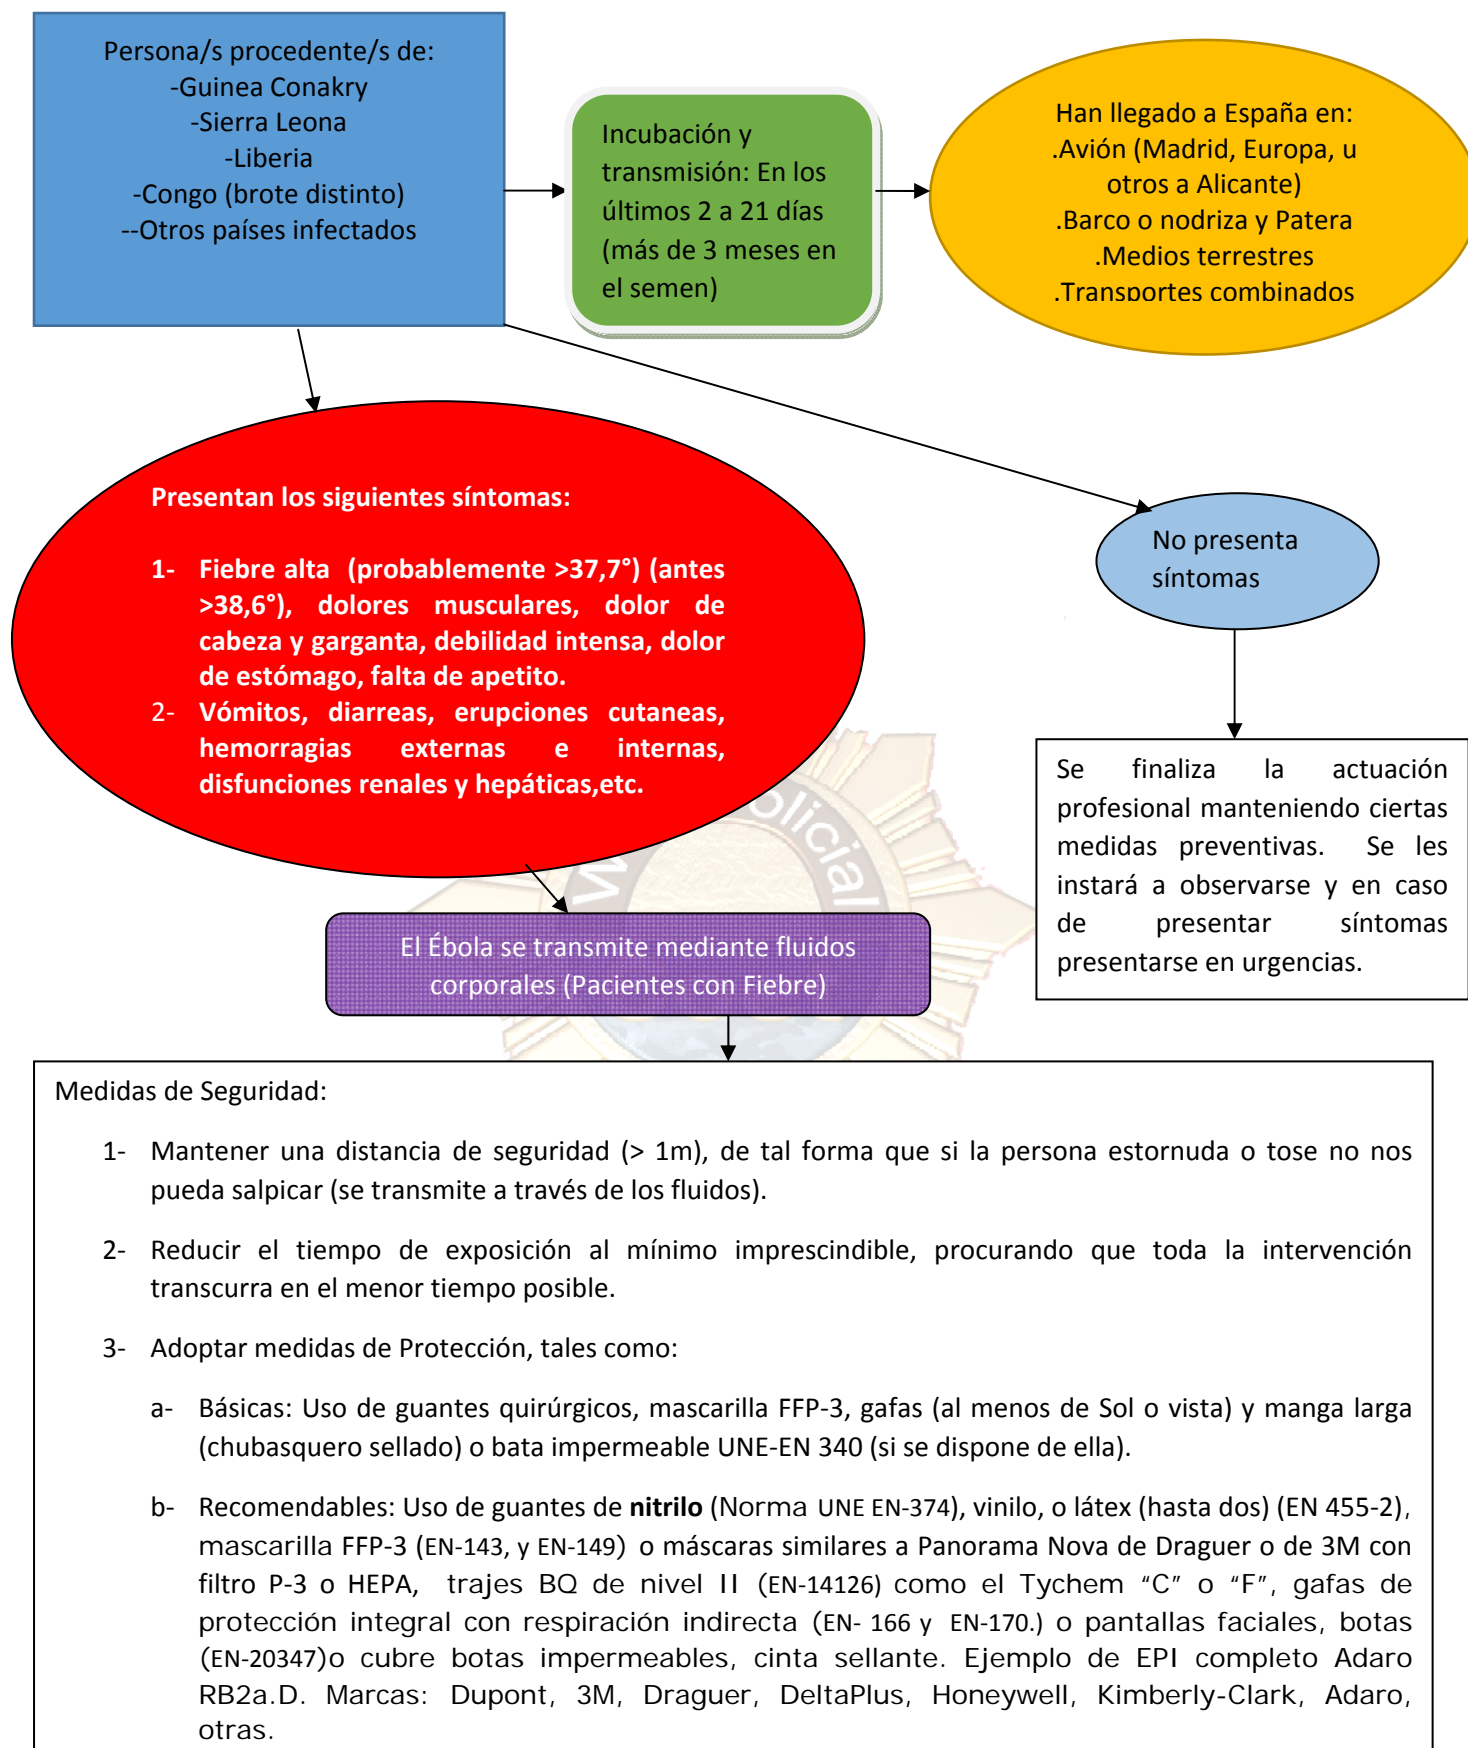 Persona/s procedente/s de:
-Guinea Conakry
-Sierra Leona
-Liberia
-Congo (brote distinto)
--Otros países infectados
Incubación y
transmisión: En los
últimos 2 a 21 días
(más de 3 meses en
el semen)
Han llegado a España en:
.Avión (Madrid, Europa, u
otros a Alicante)
.Barco o nodriza y Patera
.Medios terrestres
.Transportes combinados
Presentan los siguientes síntomas:
1- Fiebre alta (probablemente >37,7°) (antes
>38,6°), dolores musculares, dolor de
cabeza y garganta, debilidad intensa, dolor
de estómago, falta de apetito.
2- Vómitos, diarreas, erupciones cutaneas,
hemorragias externas e internas,
disfunciones renales y hepáticas,etc.
No presenta
síntomas
Se finaliza la actuación
profesional manteniendo ciertas
medidas preventivas. Se les
instará a observarse y en caso
de presentar síntomas
presentarse en urgencias.
olicial
El Ébola se transmite mediante fluidos
corporales (Pacientes con Fiebre)
Medidas de Seguridad:
1- Mantener una distancia de seguridad (> 1m), de tal forma que si la persona estornuda o tose no nos
pueda salpicar (se transmite a través de los fluidos).
2- Reducir el tiempo de exposición al mínimo imprescindible, procurando que toda la intervención
transcurra en el menor tiempo posible.
3- Adoptar medidas de Protección, tales como:
a- Básicas: Uso de guantes quirúrgicos, mascarilla FFP-3, gafas (al menos de Sol o vista) y manga larga
(chubasquero sellado) o bata impermeable UNE-EN 340 (si se dispone de ella).
b- Recomendables: Uso de guantes de nitrilo (Norma UNE EN-374), vinilo, o látex (hasta dos) (EN 455-2),
mascarilla FFP-3 (EN-143, y EN-149) o máscaras similares a Panorama Nova de Draguer o de 3M con
filtro P-3 o HEPA, trajes BQ de nivel II (EN-14126) como el Tychem "C" o "F", gafas de
protección integral con respiración indirecta (EN- 166 y EN-170.) o pantallas faciales, botas
(EN-20347)o cubre botas impermeables, cinta sellante. Ejemplo de EPI completo Adaro
RB2a.D. Marcas: Dupont, 3M, Draguer, DeltaPlus, Honeywell, Kimberly-Clark, Adaro,
otras.